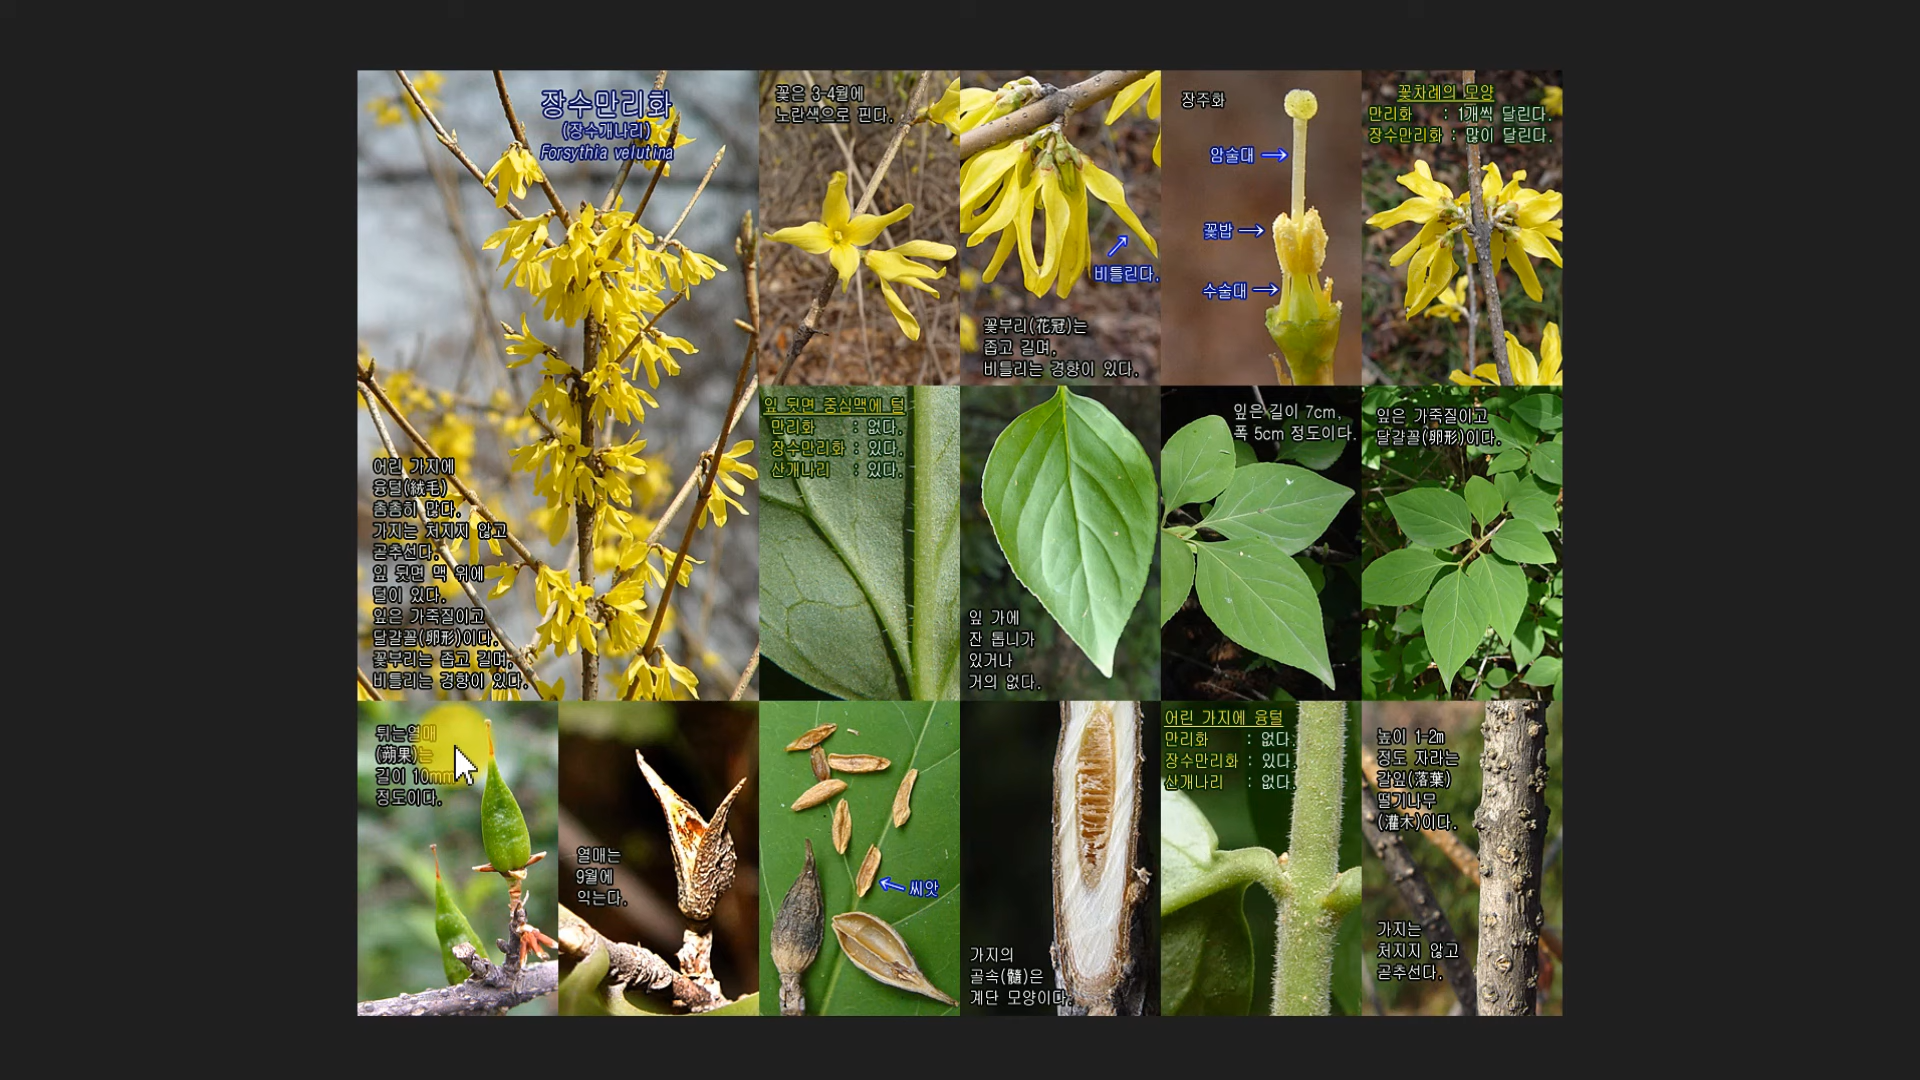 장수만리화
(장수개나리)
Forsythia velutina
어린 가지에
융털(絨毛)
촘촘히 많다.
가지는 처지지 않고
곧추선다.
잎 뒷면 맥 위에
털이 있다.
잎은 가죽질이고
달걀꼴(卵形)이다.
꽃부리는 좁고 길며,
비틀리는 경향이 있다.
꽃은 3-4월에
노란색으로 핀다.
비틀린다.
꽃부리(花冠)는
좁고 길며,
비틀리는 경향이 있다.
장주화
암술대
꽃밥
수술대
꽃차례의 모양
만리화 : 1개씩 달린다.
장수만리화 : 많이 달린다.
잎 뒷면 중심맥에 털
만리화 : 없다.
장수만리화 : 있다.
산개나리 : 있다.
잎 가에
잔 톱니가
있거나
거의 없다.
잎은 길이 7cm,
폭 5cm 정도이다.
잎은 가죽질이고
달걀꼴(卵形)이다.
튀는열매
(蒴果)는
길이 10mm
정도이다.
열매는
9월에
익는다.
씨앗
가지의
골속(髓)은
계단 모양이다.
어린 가지에 융털
만리화 : 없다.
장수만리화 : 있다.
산개나리 : 없다.
높이 1-2m
정도 자라는
갈잎(落葉)
떨기나무
(灌木)이다.
가지는
처지지 않고
곧추선다.